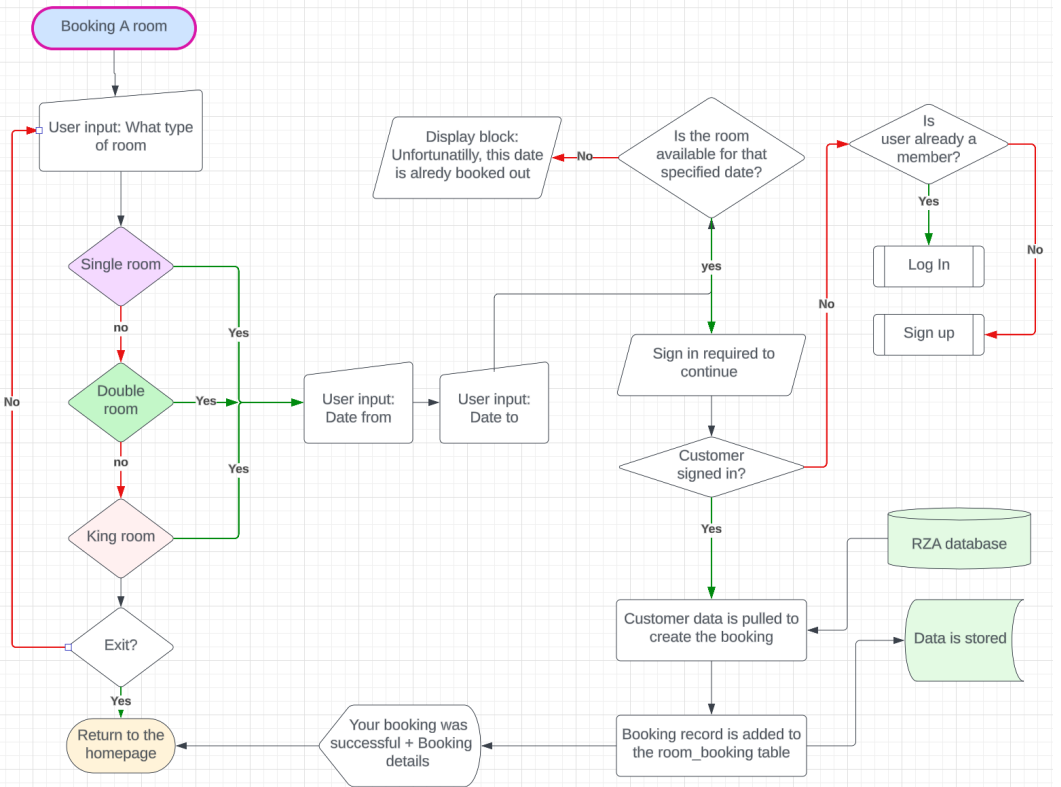 Booking A room
User input: What type
of room
Single room
no
Double
room
no
King room
Exit?
No
Yes
Return to the
homepage
Yes
Yes
Yes
User input:
Date from
User input:
Date to
Display block:
Unfortunatilly, this date
is alredy booked out
No
Is the room
available for that
specified date?
yes
Sign in required to
continue
Customer
signed in?
No
Yes
Is
user already a
member?
Yes
No
Log In
Sign up
RZA database
Customer data is pulled to
create the booking
Data is stored
Booking record is added to
the room_booking table
Your booking was
successful + Booking
details